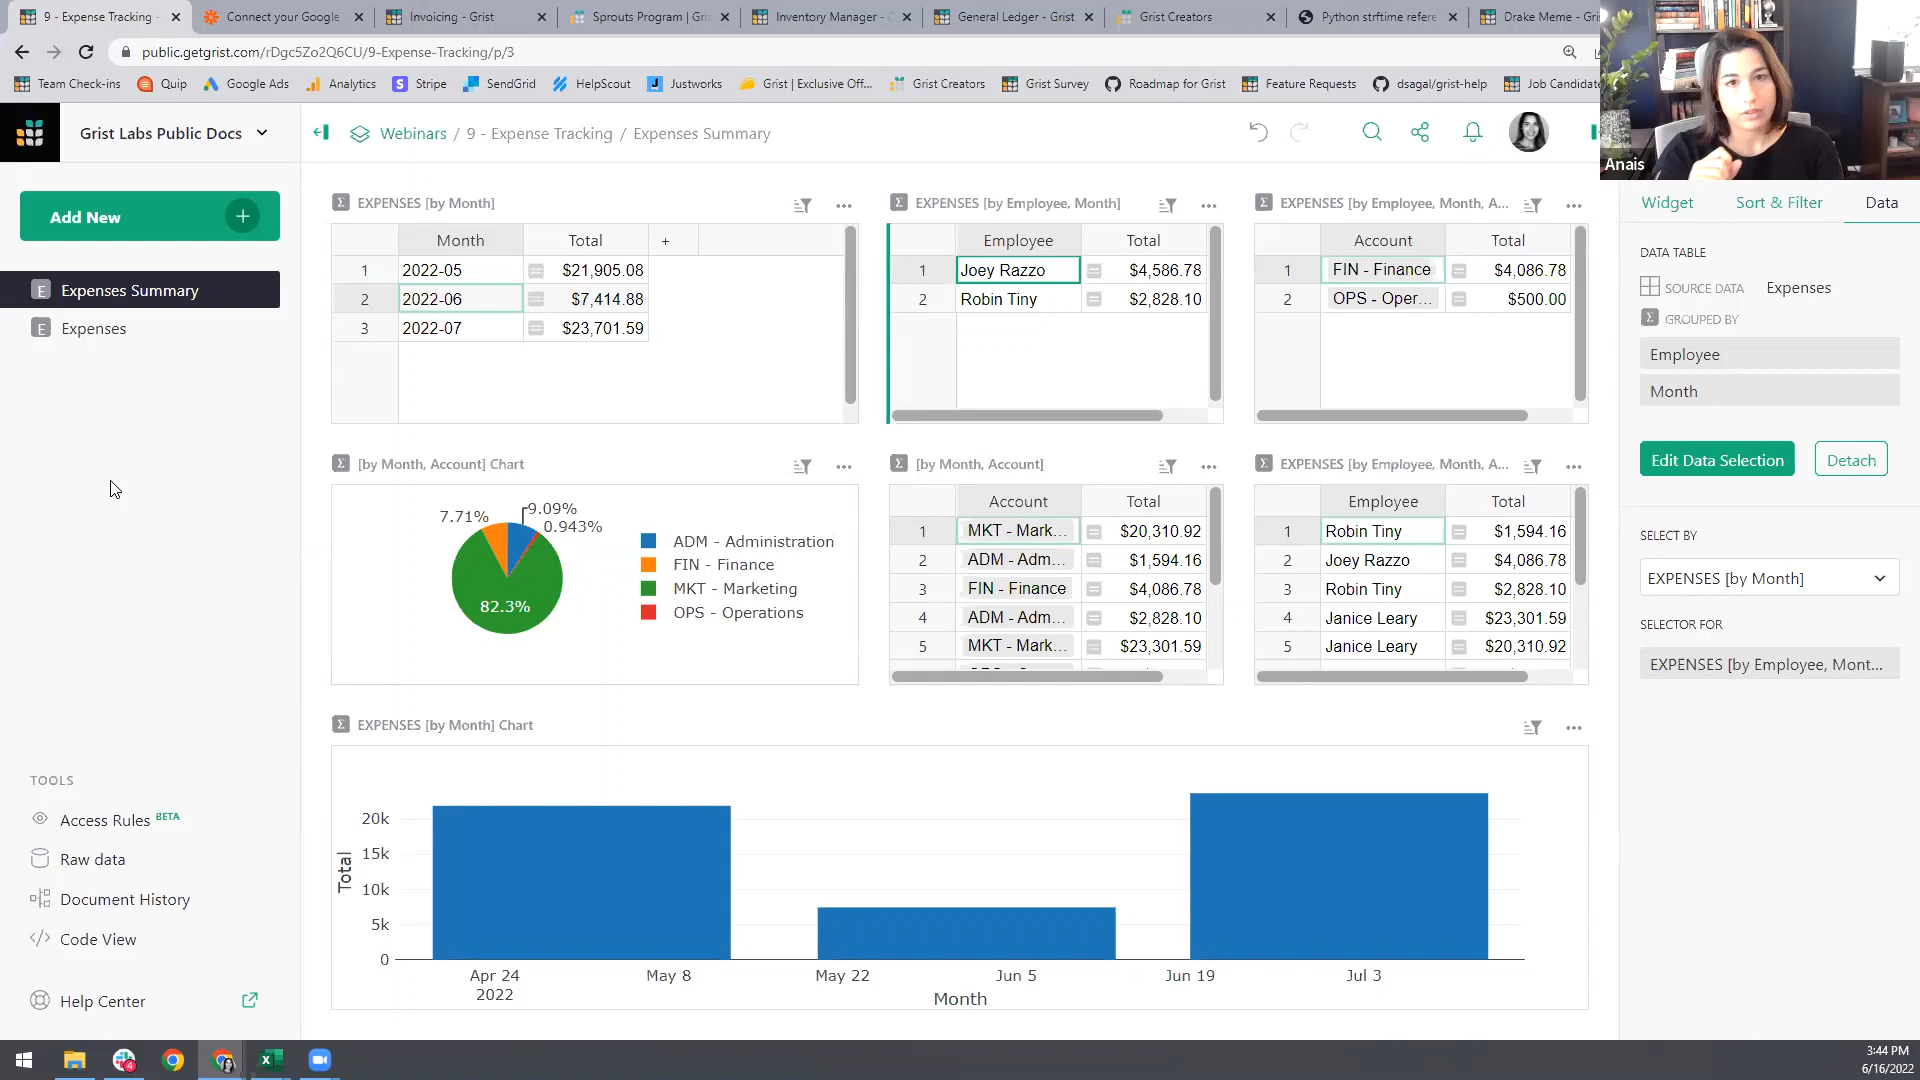 9 - Expense Tracking -
Connect your Google
Invoicing - Grist
Sprouts Program | Gris
Inventory Manager - G
General Ledger - Grist
Grist Creators
Python strftime refere
Drake Meme - Gri
public.getgrist.com/rDgc5Zo2Q6CU/9-Expense-Tracking/p/3
Team Check-ins
Quip
Google Ads
Analytics
Stripe
SendGrid
HelpScout
Justworks
Grist | Exclusive Off...
Grist Creators
Grist Survey
Roadmap for Grist
Feature Requests
dsagal/grist-help
Job Candidate
Anais
Grist Labs Public Docs
Webinars / 9 - Expense Tracking / Expenses Summary
Add New
E Expenses Summary
E Expenses
TOOLS
Access Rules BETA
Raw data
Document History
Code View
Help Center
EXPENSES [by Month]
Month Total +
1 2022-05 $21,905.08
2 2022-06 $7,414.88
3 2022-07 $23,701.59
EXPENSES [by Employee, Month]
Employee Total
1 Joey Razzo $4,586.78
2 Robin Tiny $2,828.10
EXPENSES [by Employee, Month, A...
Account Total
1 FIN - Finance $4,086.78
2 OPS - Oper... $500.00
[by Month, Account] Chart
7.71%
9.09%
0.943%
82.3%
ADM - Administration
FIN - Finance
MKT - Marketing
OPS - Operations
[by Month, Account]
Account Total
1 MKT - Mark... $20,310.92
2 ADM - Adm... $1,594.16
3 FIN - Finance $4,086.78
4 ADM - Adm... $2,828.10
5 MKT - Mark... $23,301.59
EXPENSES [by Employee, Month, A...
Employee Total
1 Robin Tiny $1,594.16
2 Joey Razzo $4,086.78
3 Robin Tiny $2,828.10
4 Janice Leary $23,301.59
5 Janice Leary $20,310.92
EXPENSES [by Month] Chart
Total
20k
15k
10k
5k
0
Apr 24
2022
May 8
May 22
Jun 5
Jun 19
Jul 3
Month
Widget
Sort & Filter
Data
DATA TABLE
SOURCE DATA Expenses
GROUPED BY
Employee
Month
Edit Data Selection
Detach
SELECT BY
EXPENSES [by Month]
SELECTOR FOR
EXPENSES [by Employee, Mont...
4
3:44 PM
6/16/2022